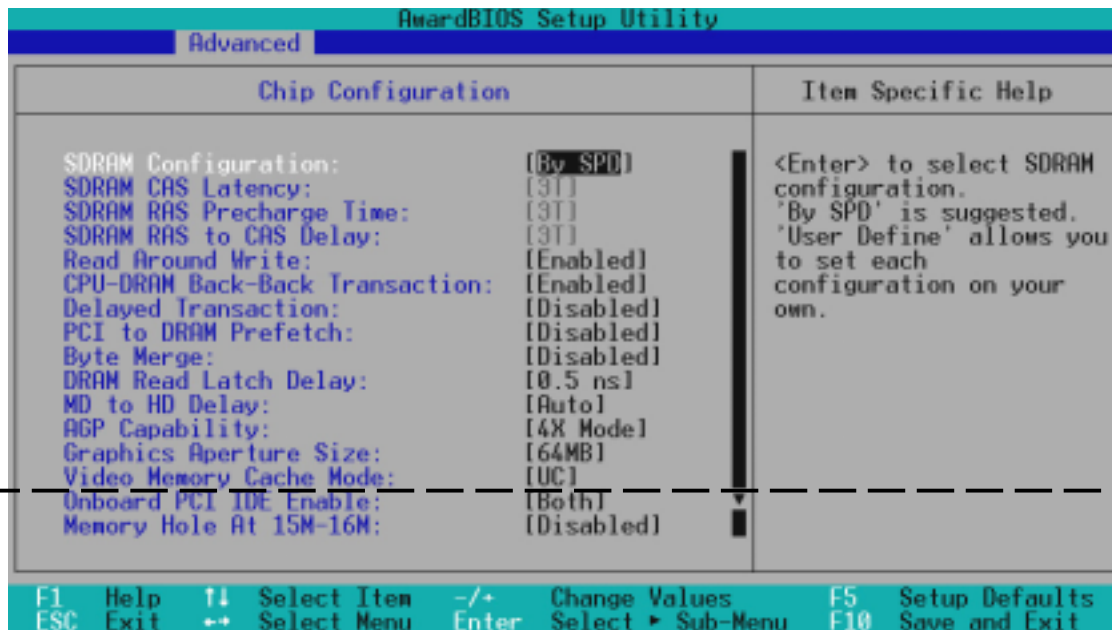 AwardBIOS Setup Utility
Advanced
Chip Configuration
SDRAM Configuration: [By SPD]
SDRAM CAS Latency: [3T]
SDRAM RAS Precharge Time: [3T]
SDRAM RAS to CAS Delay: [3T]
Read Around Write: [Enabled]
CPU-DRAM Back-Back Transaction: [Enabled]
Delayed Transaction: [Disabled]
PCI to DRAM Prefetch: [Disabled]
Byte Merge: [Disabled]
DRAM Read Latch Delay: [0.5 ns]
MD to HD Delay: [Auto]
AGP Capability: [4X Mode]
Graphics Aperture Size: [64MB]
Video Memory Cache Mode: [UC]
Onboard PCI IDE Enable: [Both]
Memory Hole At 15M-16M: [Disabled]
Item Specific Help
<Enter> to select SDRAM
configuration.
'By SPD' is suggested.
'User Define' allows you
to set each
configuration on your
own.
F1 Help ↑↓ Select Item -/+ Change Values F5 Setup Defaults
ESC Exit ←→ Select Menu Enter Select ► Sub-Menu F10 Save and Exit